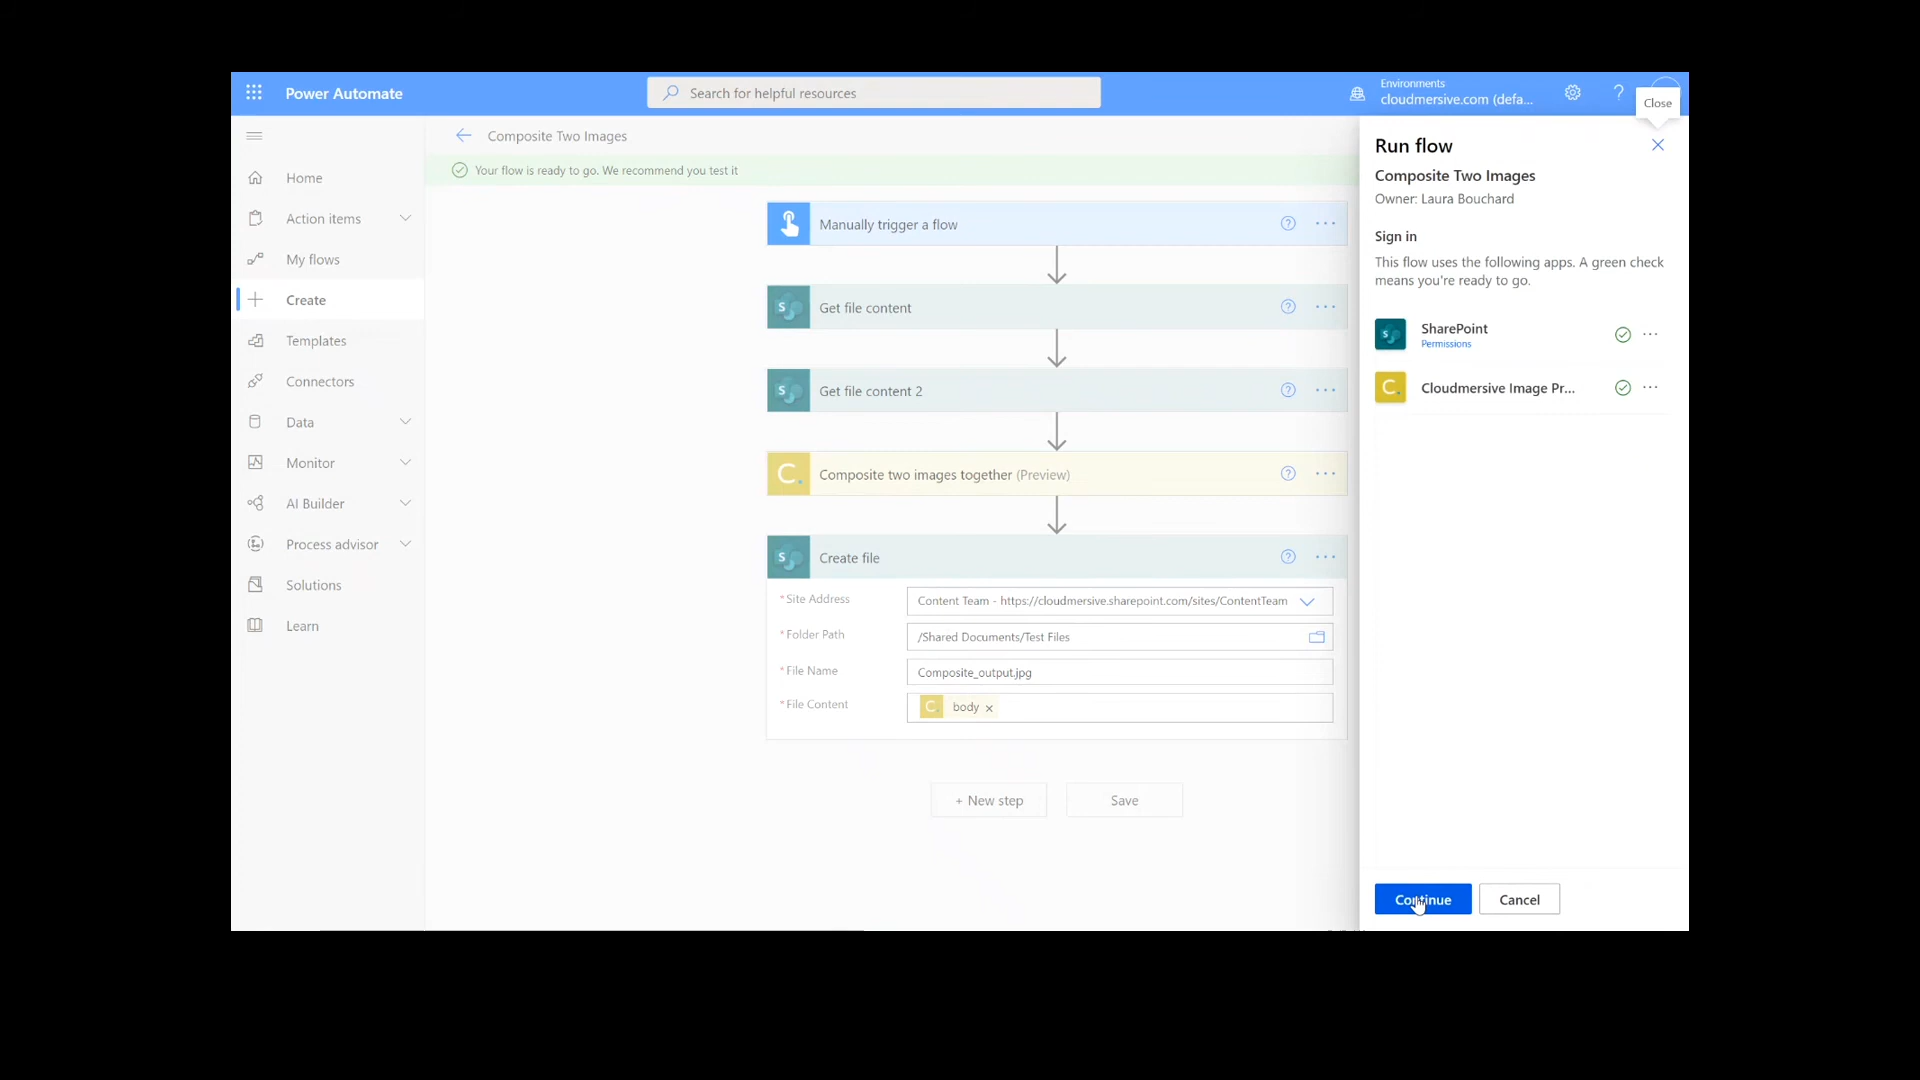 Power Automate
Search for helpful resources
Environments
cloudmersive.com (defa...
?
Close
Home
Action items
My flows
Create
Templates
Connectors
Data
Monitor
AI Builder
Process advisor
Solutions
Learn
Composite Two Images
Your flow is ready to go. We recommend you test it
Manually trigger a flow
Get file content
Get file content 2
Composite two images together (Preview)
Create file
* Site Address
Content Team - https://cloudmersive.sharepoint.com/sites/ContentTeam
* Folder Path
/Shared Documents/Test Files
* File Name
Composite_output.jpg
* File Content
C. body ×
+ New step
Save
Run flow
Composite Two Images
Owner: Laura Bouchard
Sign in
This flow uses the following apps. A green check
means you're ready to go.
SharePoint
Permissions
Cloudmersive Image Pr...
Continue
Cancel